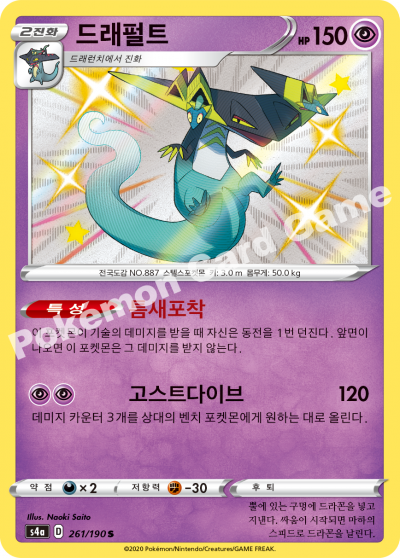 2진화
드래펄트
HP 150
드래런치에서 진화
전국도감 NO.887 스텔스포켓몬 키: 3.0 m 몸무게: 50.0 kg
Pokémon Card Game
특성 틈새포착
이 포켓몬이 기술의 데미지를 받을 때 자신은 동전을 1번 던진다. 앞면이
나오면 이 포켓몬은 그 데미지를 받지 않는다.
고스트다이브 120
데미지 카운터 3개를 상대의 벤치 포켓몬에게 원하는 대로 올린다.
약점 ×2 저항력 -30 후퇴
Illus. Naoki Saito
s4a D 261/190 S
뿔에 있는 구멍에 드라폰을 넣고
지낸다. 싸움이 시작되면 마하의
스피드로 드라폰을 날린다.
©2020 Pokémon/Nintendo/Creatures/GAME FREAK.